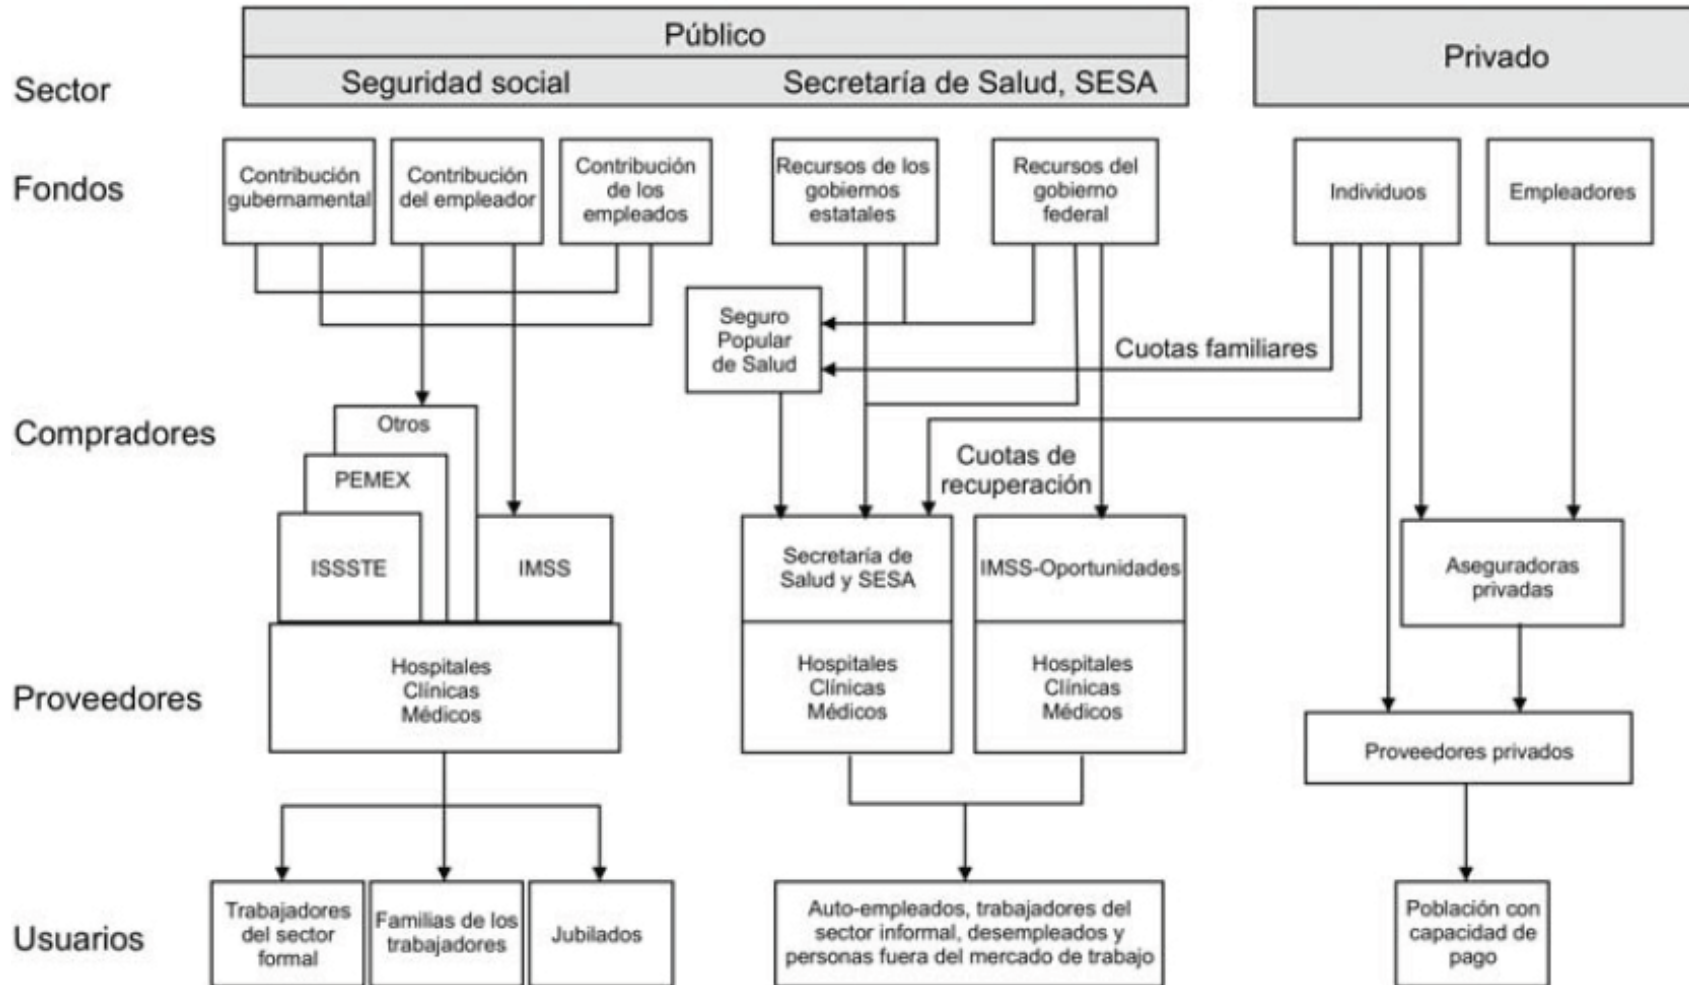 Público
Seguridad social
Secretaría de Salud, SESA
Privado
Sector
Fondos
Contribución
gubernamental
Contribución
del empleador
Contribución
de los
empleados
Recursos de los
gobiernos
estatales
Recursos del
gobierno
federal
Individuos
Empleadores
Seguro
Popular
de Salud
Cuotas familiares
Compradores
Otros
PEMEX
ISSSTE
IMSS
Cuotas de
recuperación
Secretaría de
Salud y SESA
IMSS-Oportunidades
Aseguradoras
privadas
Proveedores
Hospitales
Clínicas
Médicos
Hospitales
Clínicas
Médicos
Hospitales
Clínicas
Médicos
Proveedores privados
Usuarios
Trabajadores
del sector
formal
Familias de los
trabajadores
Jubilados
Auto-empleados, trabajadores del
sector informal, desempleados y
personas fuera del mercado de trabajo
Población con
capacidad de
pago